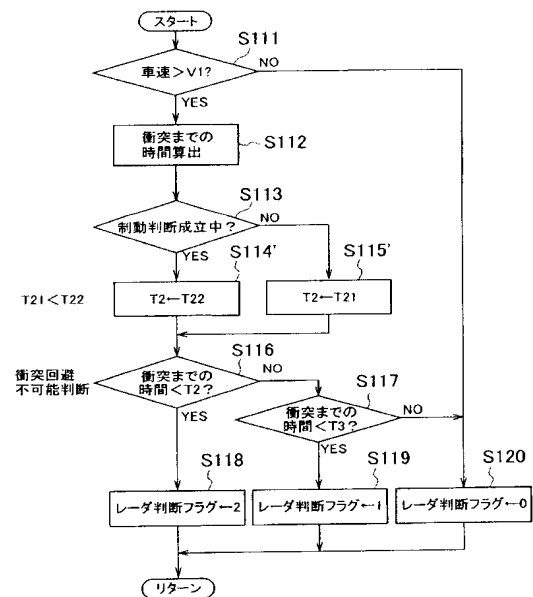 スタート
S111
車速>V1?
NO
YES
衝突までの
時間算出
S112
S113
制動判断成立中?
NO
YES
S114'
S115'
T21<T22
T2←T22
T2←T21
衝突回避
不可能判断
S116
衝突までの
時間<T2?
NO
YES
S117
衝突までの
時間<T3?
NO
YES
S118
S119
S120
レーダ判断フラグ←2
レーダ判断フラグ←1
レーダ判断フラグ←0
リターン